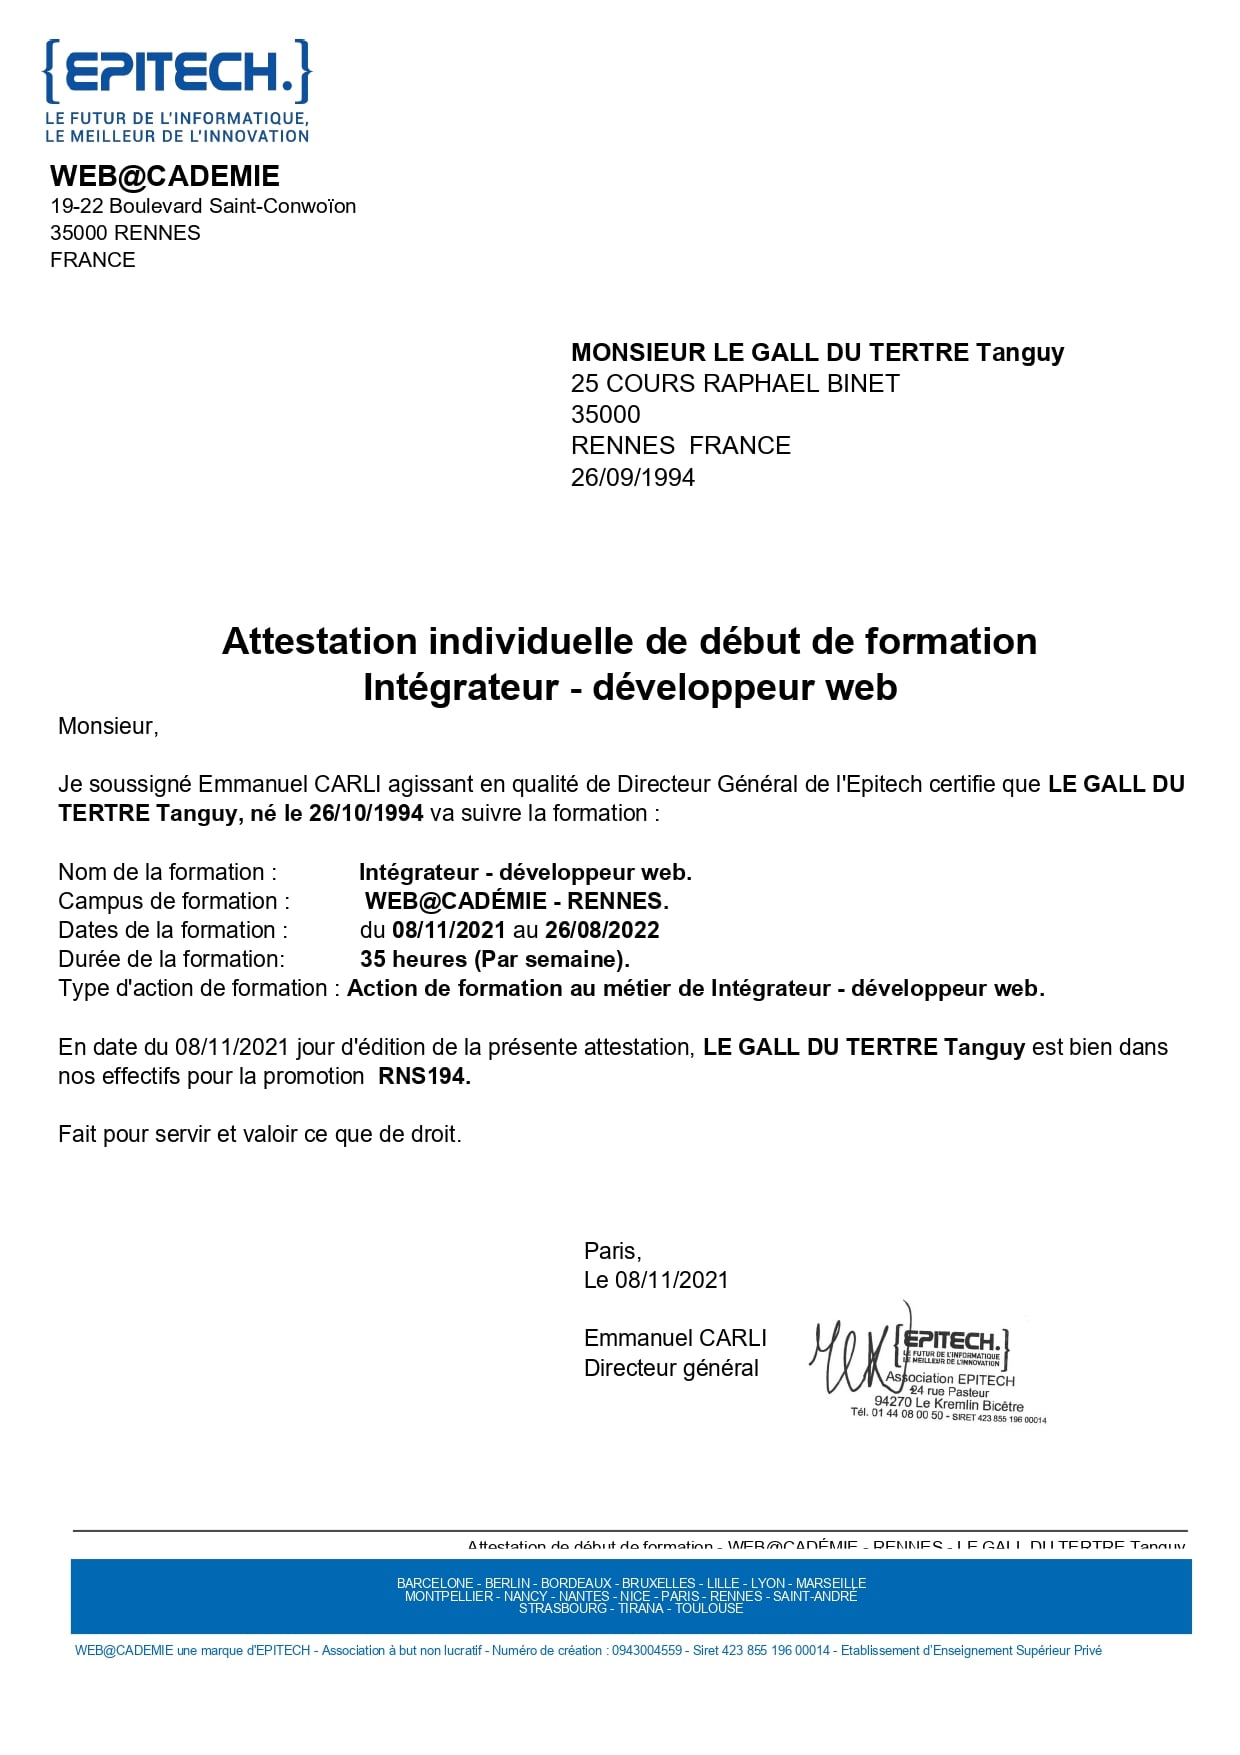 {EPITECH.}
LE FUTUR DE L'INFORMATIQUE,
LE MEILLEUR DE L'INNOVATION
WEB@CADEMIE
19-22 Boulevard Saint-Conwoïon
35000 RENNES
FRANCE
MONSIEUR LE GALL DU TERTRE Tanguy
25 COURS RAPHAEL BINET
35000
RENNES  FRANCE
26/09/1994
Attestation individuelle de début de formation
Intégrateur - développeur web
Monsieur,
Je soussigné Emmanuel CARLI agissant en qualité de Directeur Général de l'Epitech certifie que LE GALL DU
TERTRE Tanguy, né le 26/10/1994 va suivre la formation :
Nom de la formation : Intégrateur - développeur web.
Campus de formation : WEB@CADÉMIE - RENNES.
Dates de la formation : du 08/11/2021 au 26/08/2022
Durée de la formation: 35 heures (Par semaine).
Type d'action de formation : Action de formation au métier de Intégrateur - développeur web.
En date du 08/11/2021 jour d'édition de la présente attestation, LE GALL DU TERTRE Tanguy est bien dans
nos effectifs pour la promotion  RNS194.
Fait pour servir et valoir ce que de droit.
Paris,
Le 08/11/2021
Emmanuel CARLI
Directeur général
{EPITECH.}
LE FUTUR DE L'INFORMATIQUE
LE MEILLEUR DE L'INNOVATION
Association EPITECH
24 rue Pasteur
94270 Le Kremlin Bicêtre
Tél. 01 44 08 00 50 - SIRET 423 855 196 00014
Attestation de début de formation - WEB@CADÉMIE - RENNES - LE GALL DU TERTRE Tanguy
BARCELONE - BERLIN - BORDEAUX - BRUXELLES - LILLE - LYON - MARSEILLE
MONTPELLIER - NANCY - NANTES - NICE - PARIS - RENNES - SAINT-ANDRÉ
STRASBOURG - TIRANA - TOULOUSE
WEB@CADEMIE une marque d'EPITECH - Association à but non lucratif - Numéro de création : 0943004559 - Siret 423 855 196 00014 - Etablissement d'Enseignement Supérieur Privé